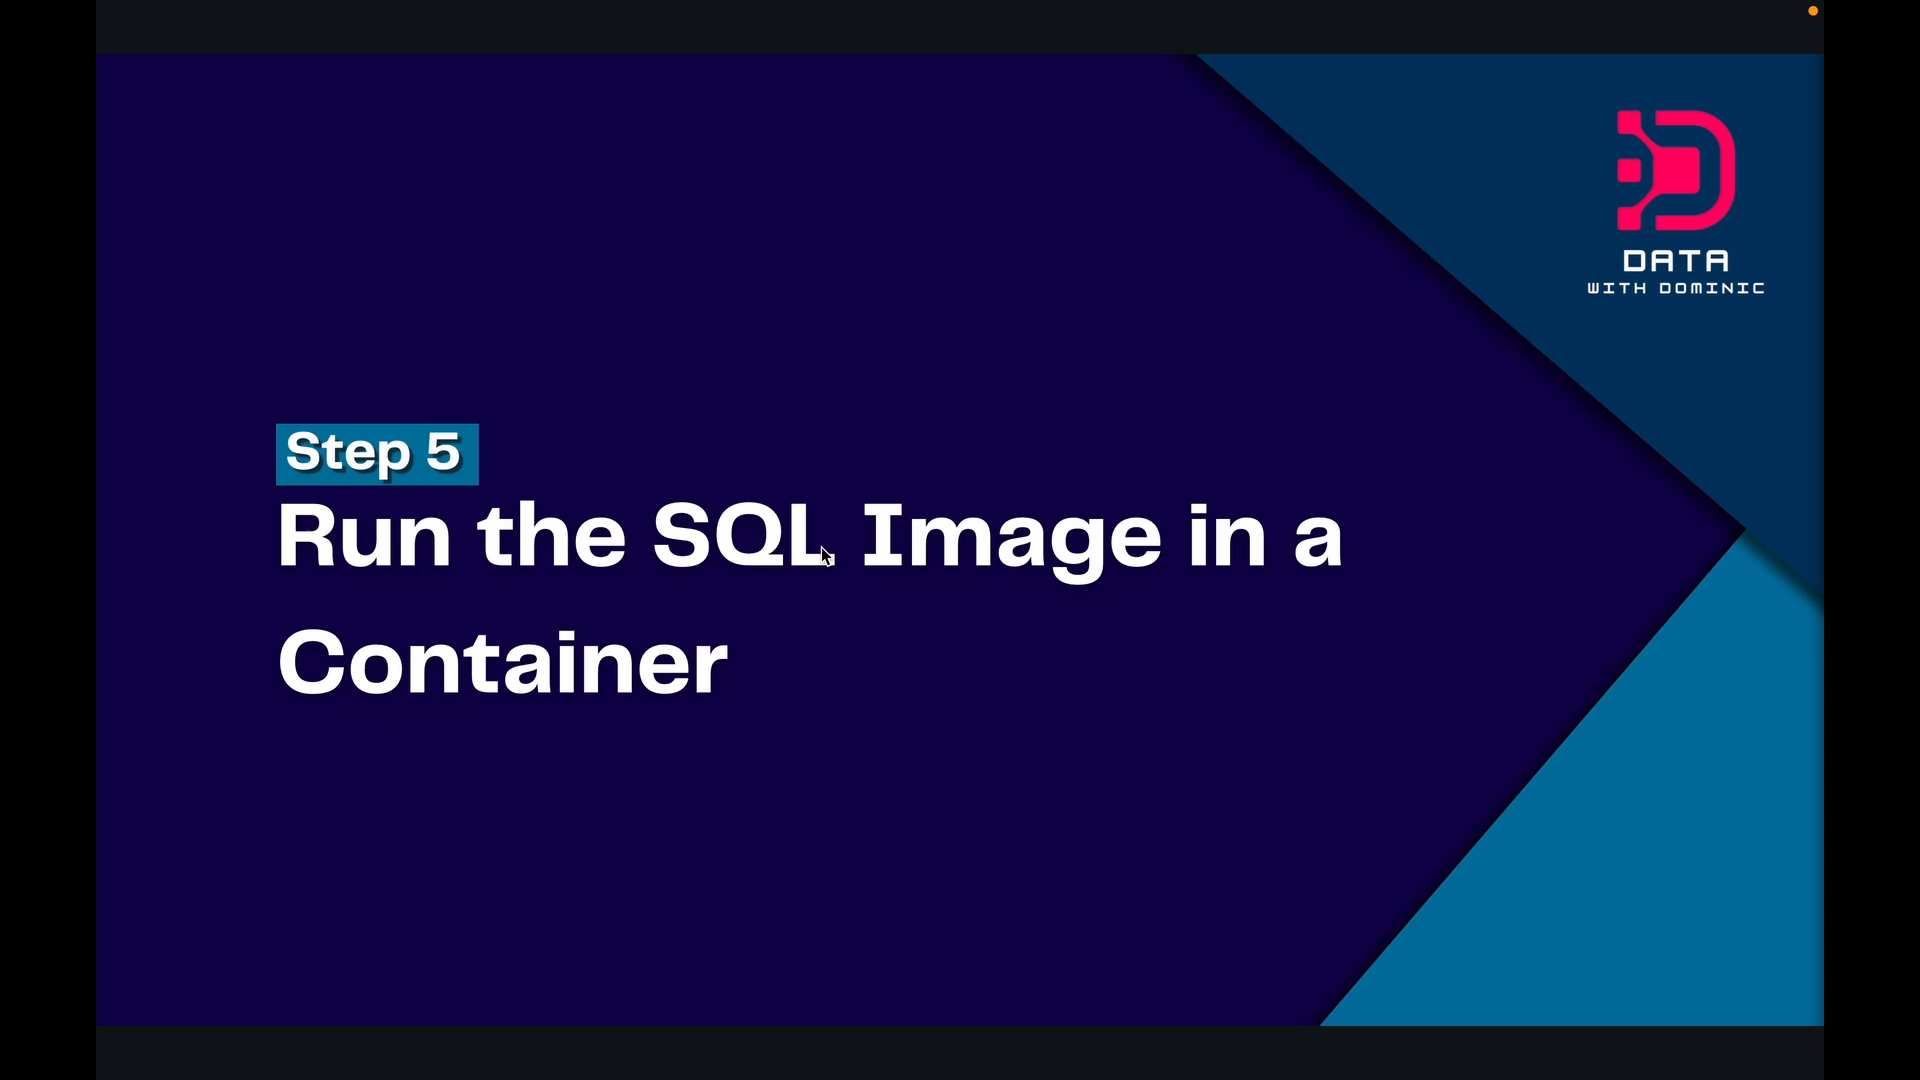 DATA
WITH DOMINIC
Step 5
Run the SQL Image in a
Container